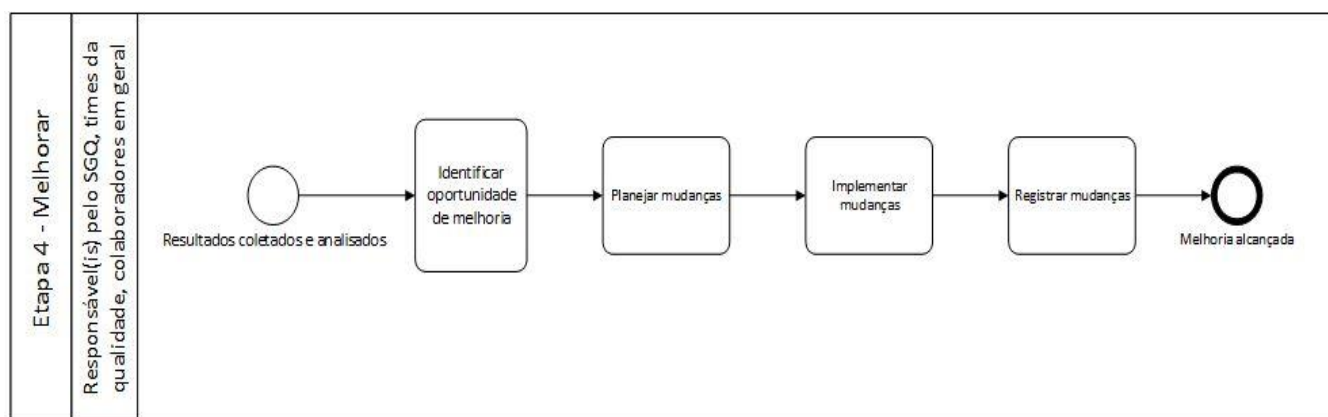 Etapa 4 - Melhorar
Responsável(is) pelo SGQ, times da
qualidade, colaboradores em geral
Resultados coletados e analisados
Identificar
oportunidade
de melhoria
Planejar mudanças
Implementar
mudanças
Registrar mudanças
Melhoria alcançada